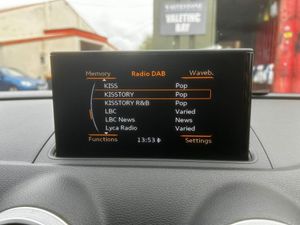 VALETING
BAY
Memory Radio DAB Waveb.
KISS Pop
KISSTORY Pop
KISSTORY R&B Pop
LBC Varied
LBC News News
Lyca Radio Varied
Functions 13:53 Settings